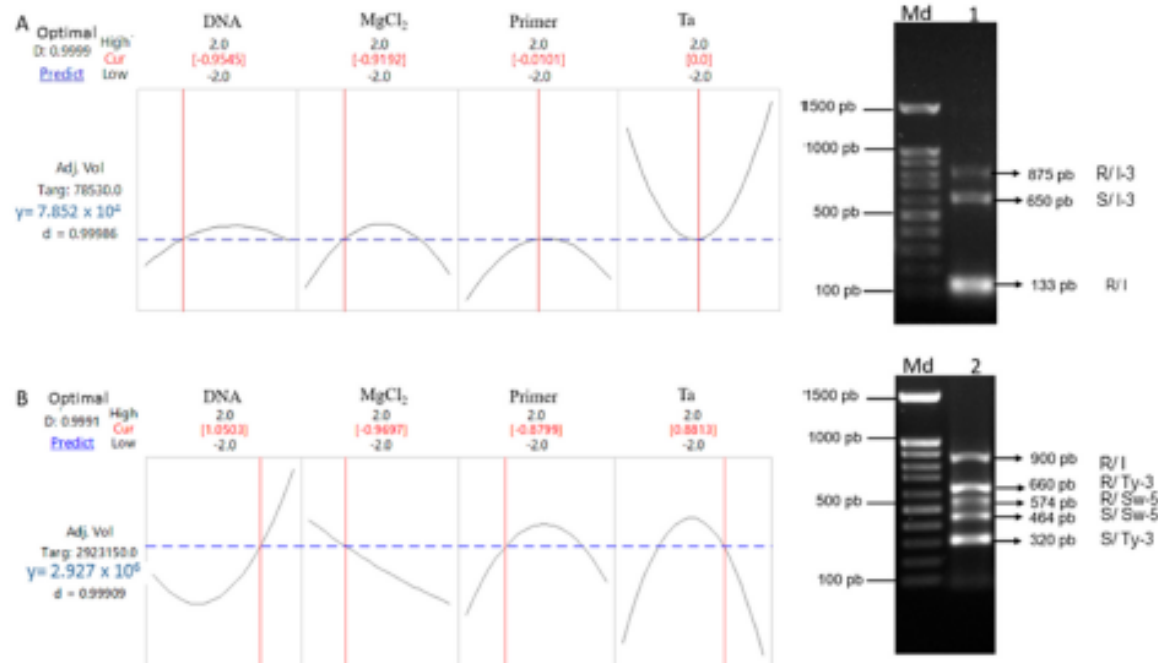 A
Optimal
D: 0.9999
Predict
High
Cur
Low
DNA
2.0
[-0.9545]
-2.0
MgCl₂
2.0
[-0.9192]
-2.0
Primer
2.0
[-0.0101]
-2.0
Ta
2.0
[0.0]
-2.0
Adj. Vol
Targ: 78530.0
d = 0.99986
Md 1
1500 pb
1000 pb
500 pb
100 pb
875 pb R/I-3
650 pb S/I-3
133 pb R/I
B
Optimal
D: 0.9991
Predict
High
Cur
Low
DNA
2.0
[1.0503]
-2.0
MgCl₂
2.0
[-0.9697]
-2.0
Primer
2.0
[-0.8799]
-2.0
Ta
2.0
[0.8813]
-2.0
Adj. Vol
Targ: 2923150.0
y= 2.927 x 10⁶
d = 0.99909
Md 2
1500 pb
1000 pb
500 pb
100 pb
900 pb R/I
660 pb R/Ty-3
574 pb R/Sw-5
464 pb S/Sw-5
320 pb S/Ty-3